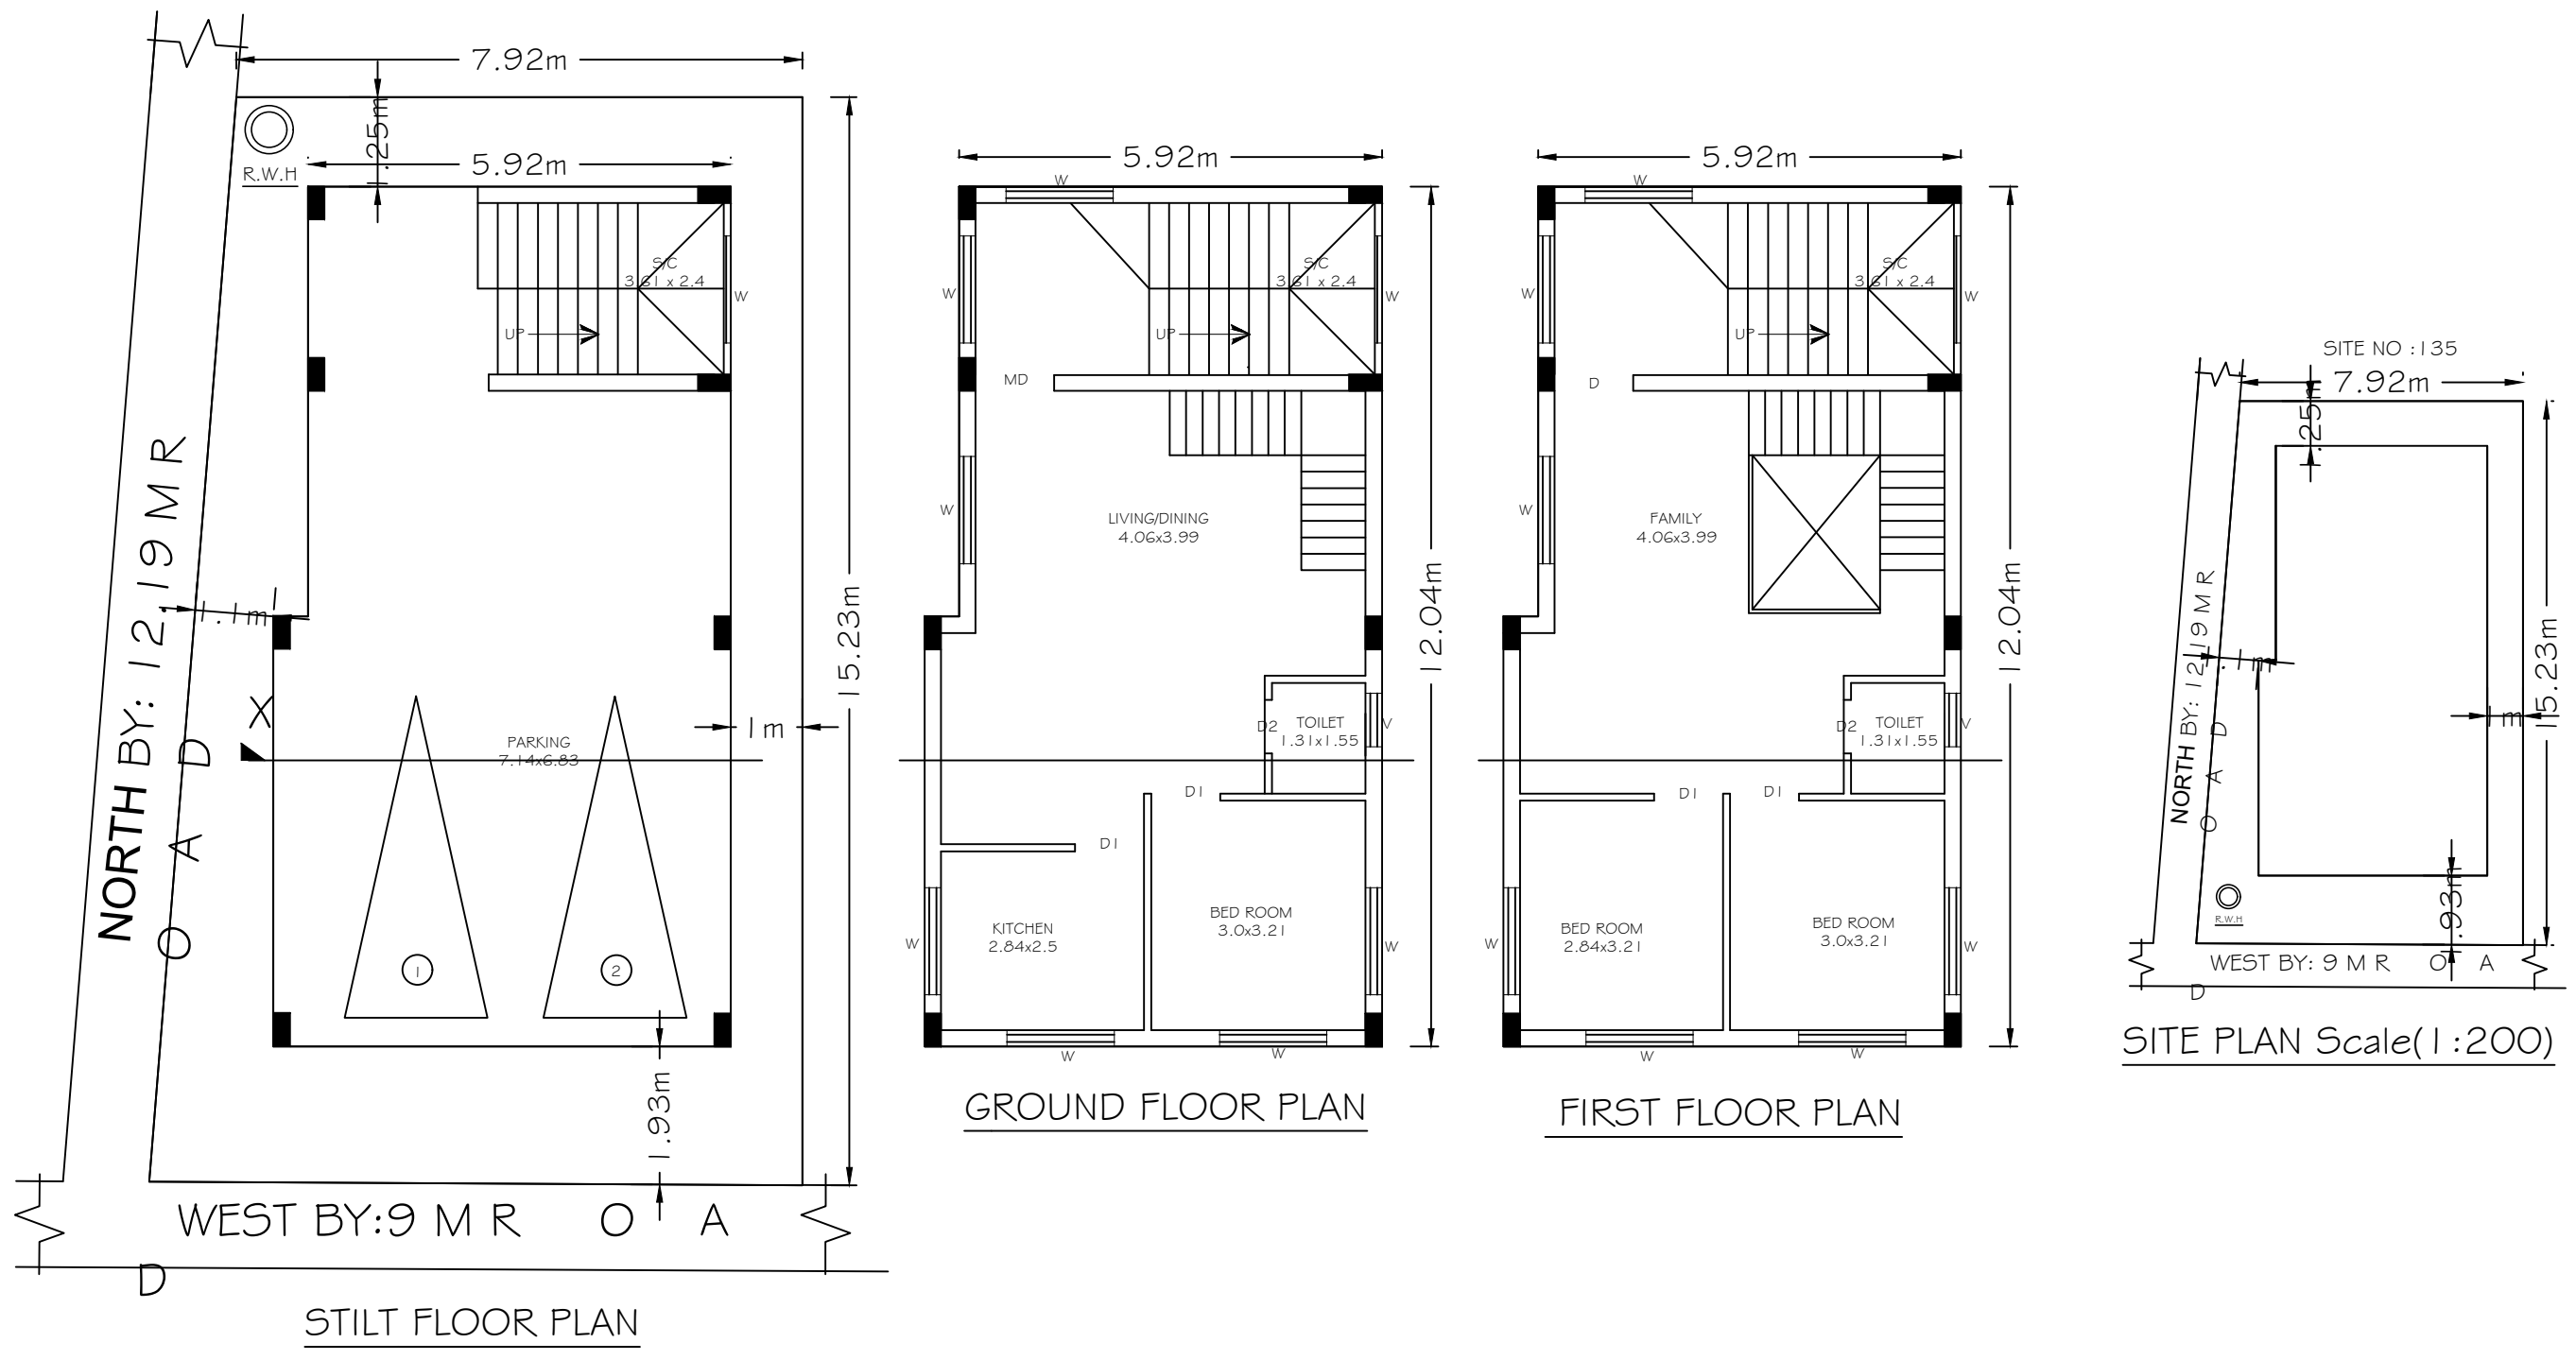 7.92m
.25m
5.92m
R.W.H
S/C
3.61 x 2.4
W
UP
15.23m
NORTH BY: 12.19 M R
O A D
1.1m
X
1m
PARKING
7.14x6.83
1
2
1.93m
WEST BY:9 M R O A
D
STILT FLOOR PLAN
5.92m
W
W
S/C
3.61 x 2.4
W
UP
MD
W
LIVING/DINING
4.06x3.99
12.04m
D2
TOILET
1.31x1.55
V
D1
D1
KITCHEN
2.84x2.5
BED ROOM
3.0x3.21
W
W
W
W
GROUND FLOOR PLAN
5.92m
W
W
S/C
3.61 x 2.4
W
UP
D
W
FAMILY
4.06x3.99
12.04m
D2
TOILET
1.31x1.55
V
D1
D1
BED ROOM
2.84x3.21
BED ROOM
3.0x3.21
W
W
W
W
FIRST FLOOR PLAN
SITE NO :135
7.92m
.25m
15.23m
NORTH BY: 12.19 M R
O A D
.1m
1m
.93m
R.W.H
WEST BY: 9 M R O A
D
SITE PLAN Scale(1:200)